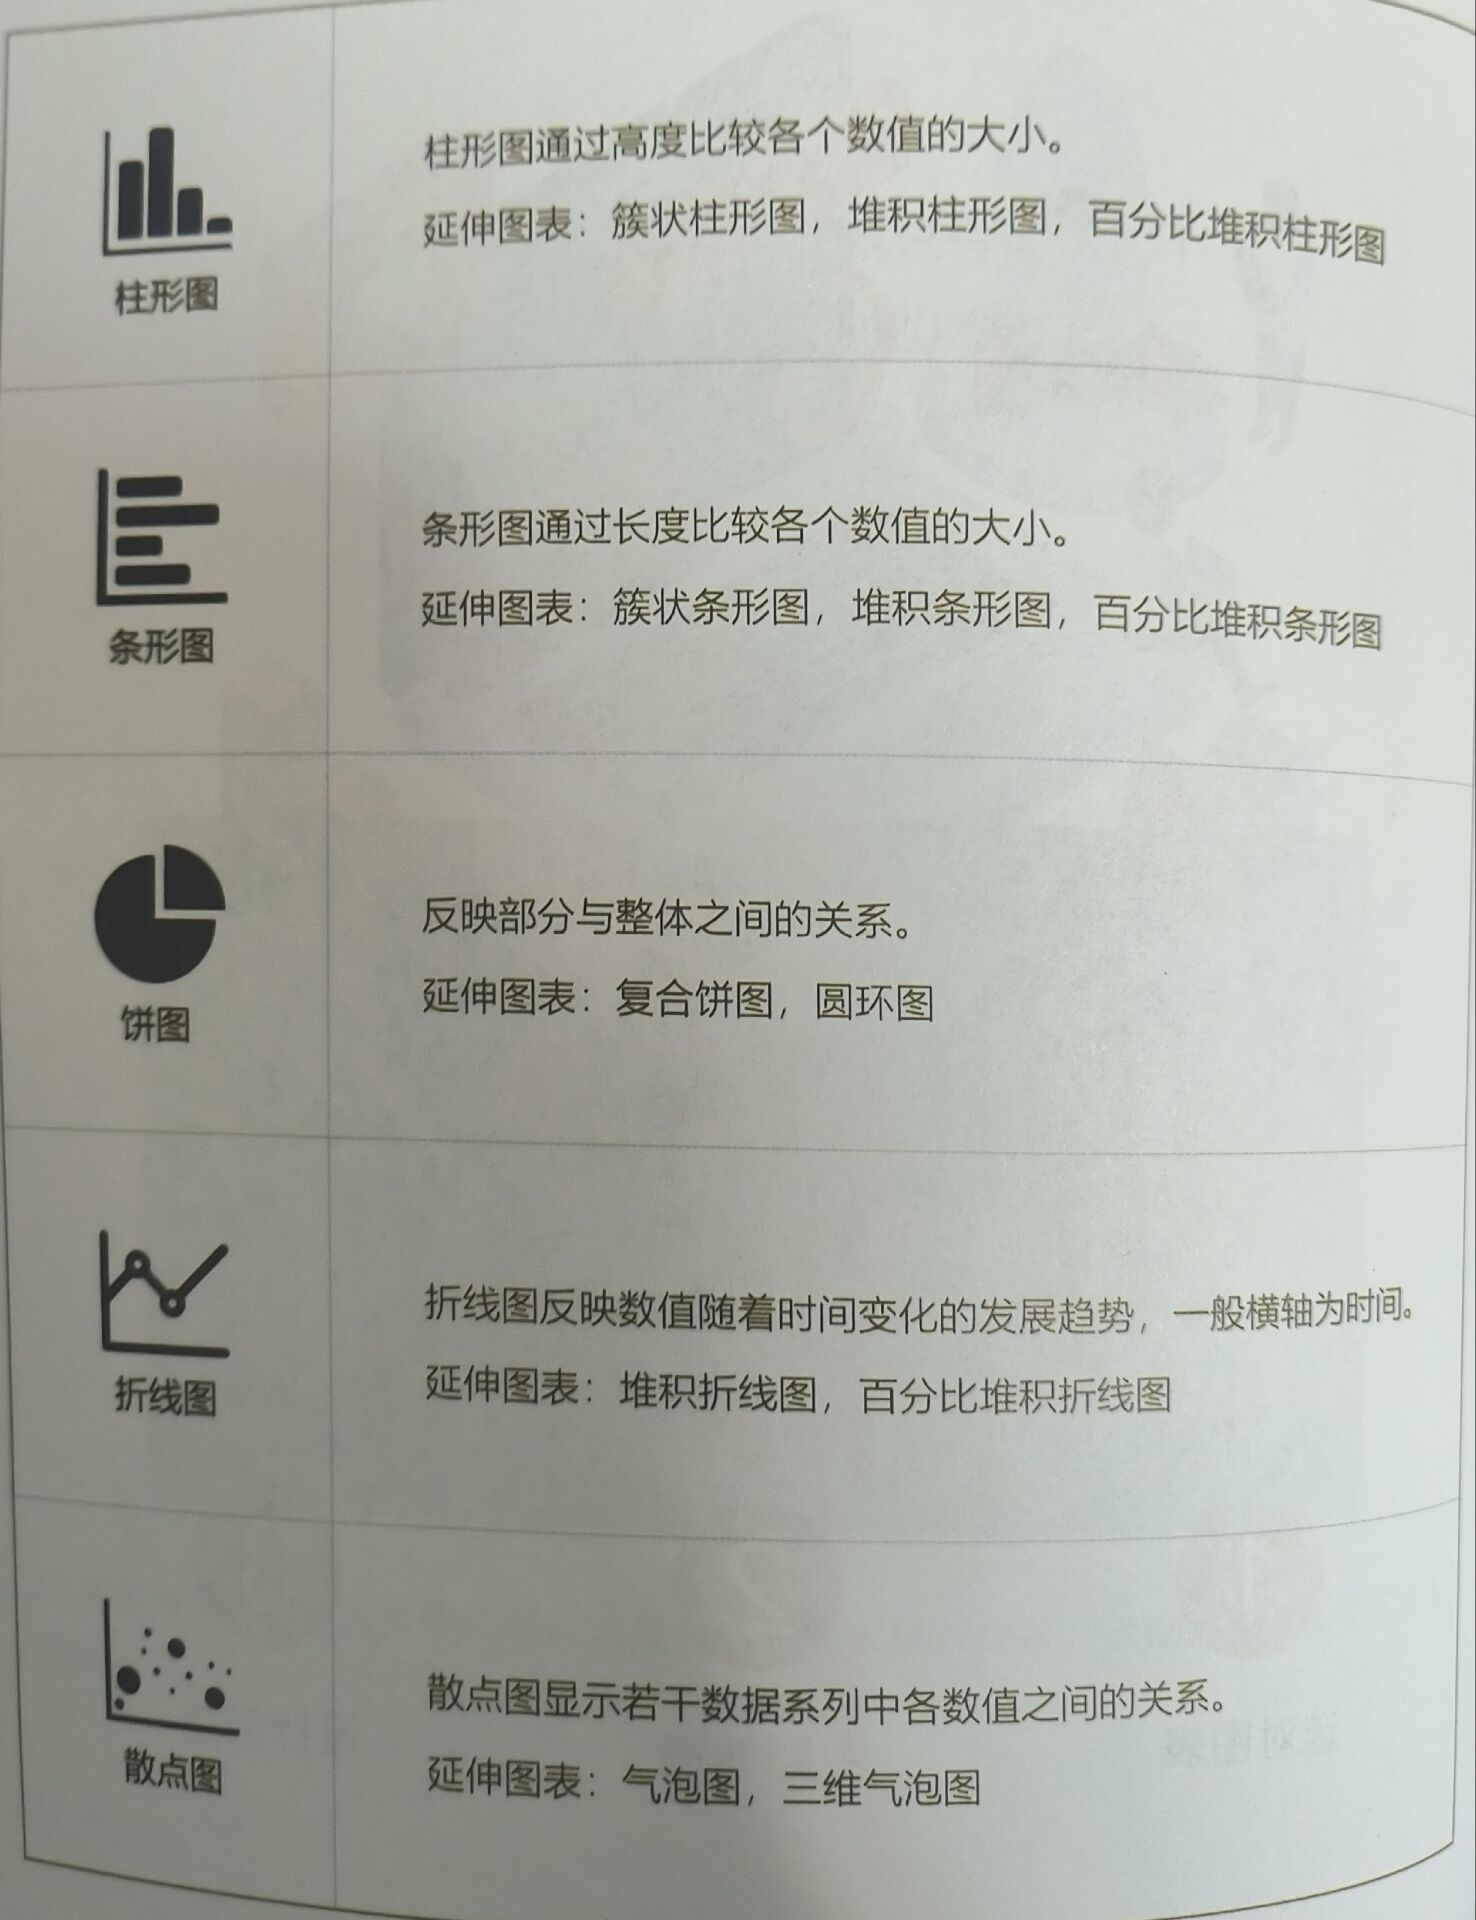 柱形图通过高度比较各个数值的大小。
延伸图表：簇状柱形图，堆积柱形图，百分比堆积柱形图
柱形图
条形图通过长度比较各个数值的大小。
延伸图表：簇状条形图，堆积条形图，百分比堆积条形图
条形图
反映部分与整体之间的关系。
延伸图表：复合饼图，圆环图
饼图
折线图反映数值随着时间变化的发展趋势，一般横轴为时间。
延伸图表：堆积折线图，百分比堆积折线图
折线图
散点图显示若干数据系列中各数值之间的关系。
延伸图表：气泡图，三维气泡图
散点图